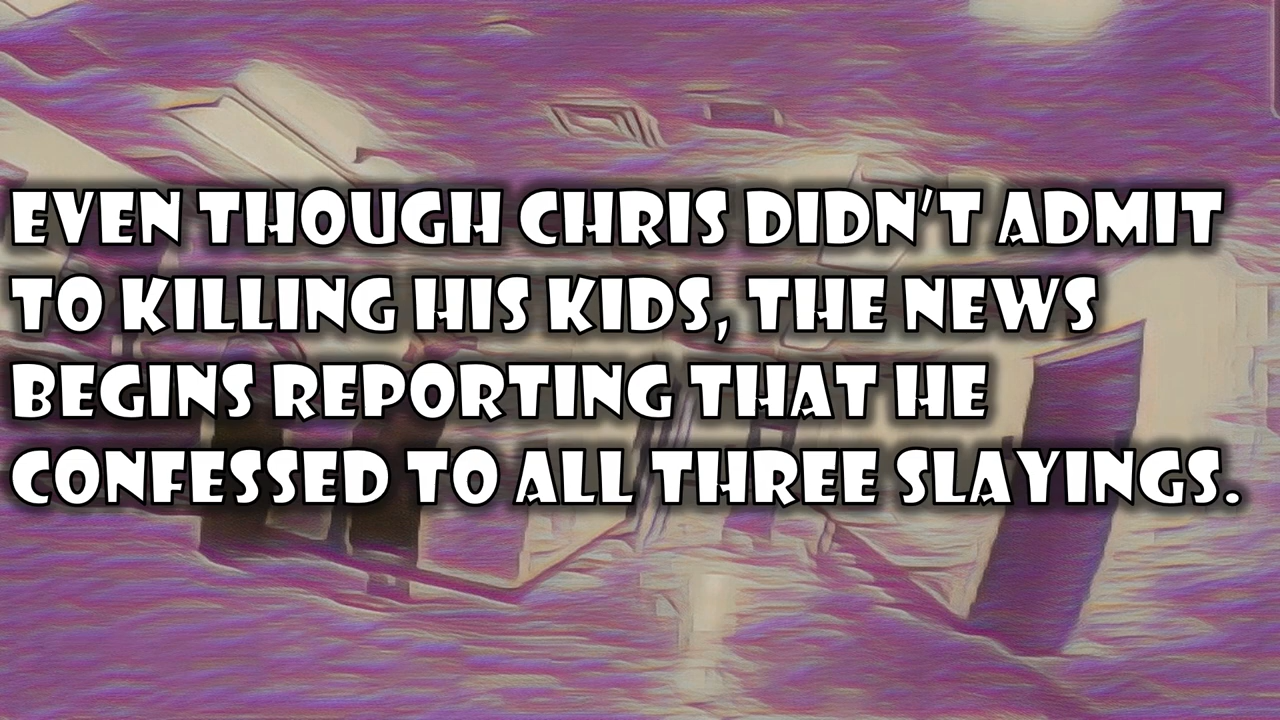 EVEN THOUGH CHRIS DIDN'T ADMIT
TO KILLING HIS KIDS, THE NEWS
BEGINS REPORTING THAT HE
CONFESSED TO ALL THREE SLAYINGS.